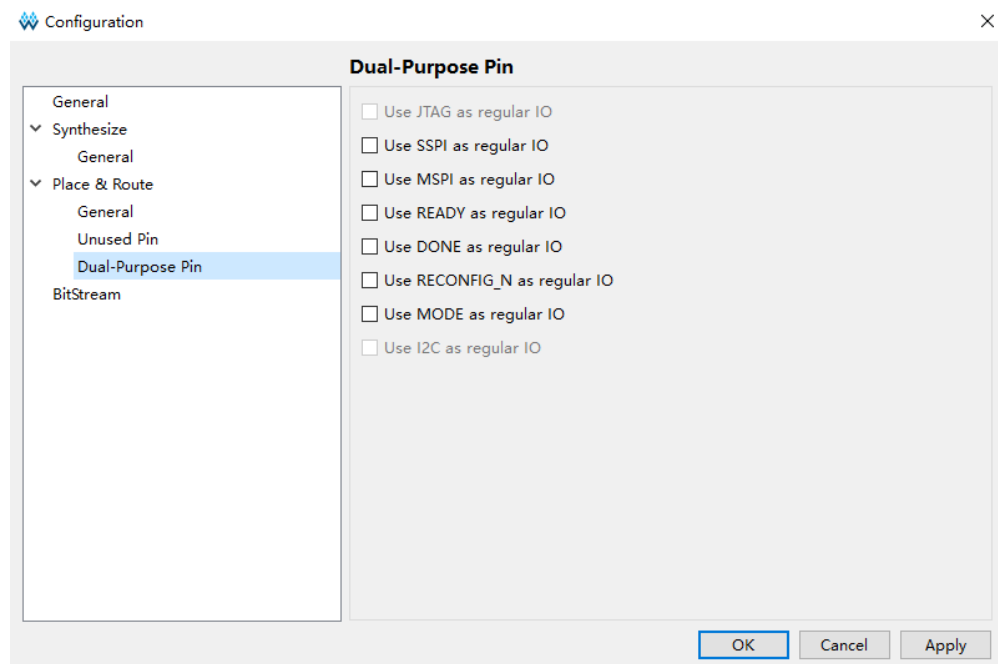 Configuration
Dual-Purpose Pin
General
Synthesize
General
Place & Route
General
Unused Pin
Dual-Purpose Pin
BitStream
Use JTAG as regular IO
Use SSPI as regular IO
Use MSPI as regular IO
Use READY as regular IO
Use DONE as regular IO
Use RECONFIG_N as regular IO
Use MODE as regular IO
Use I2C as regular IO
OK
Cancel
Apply